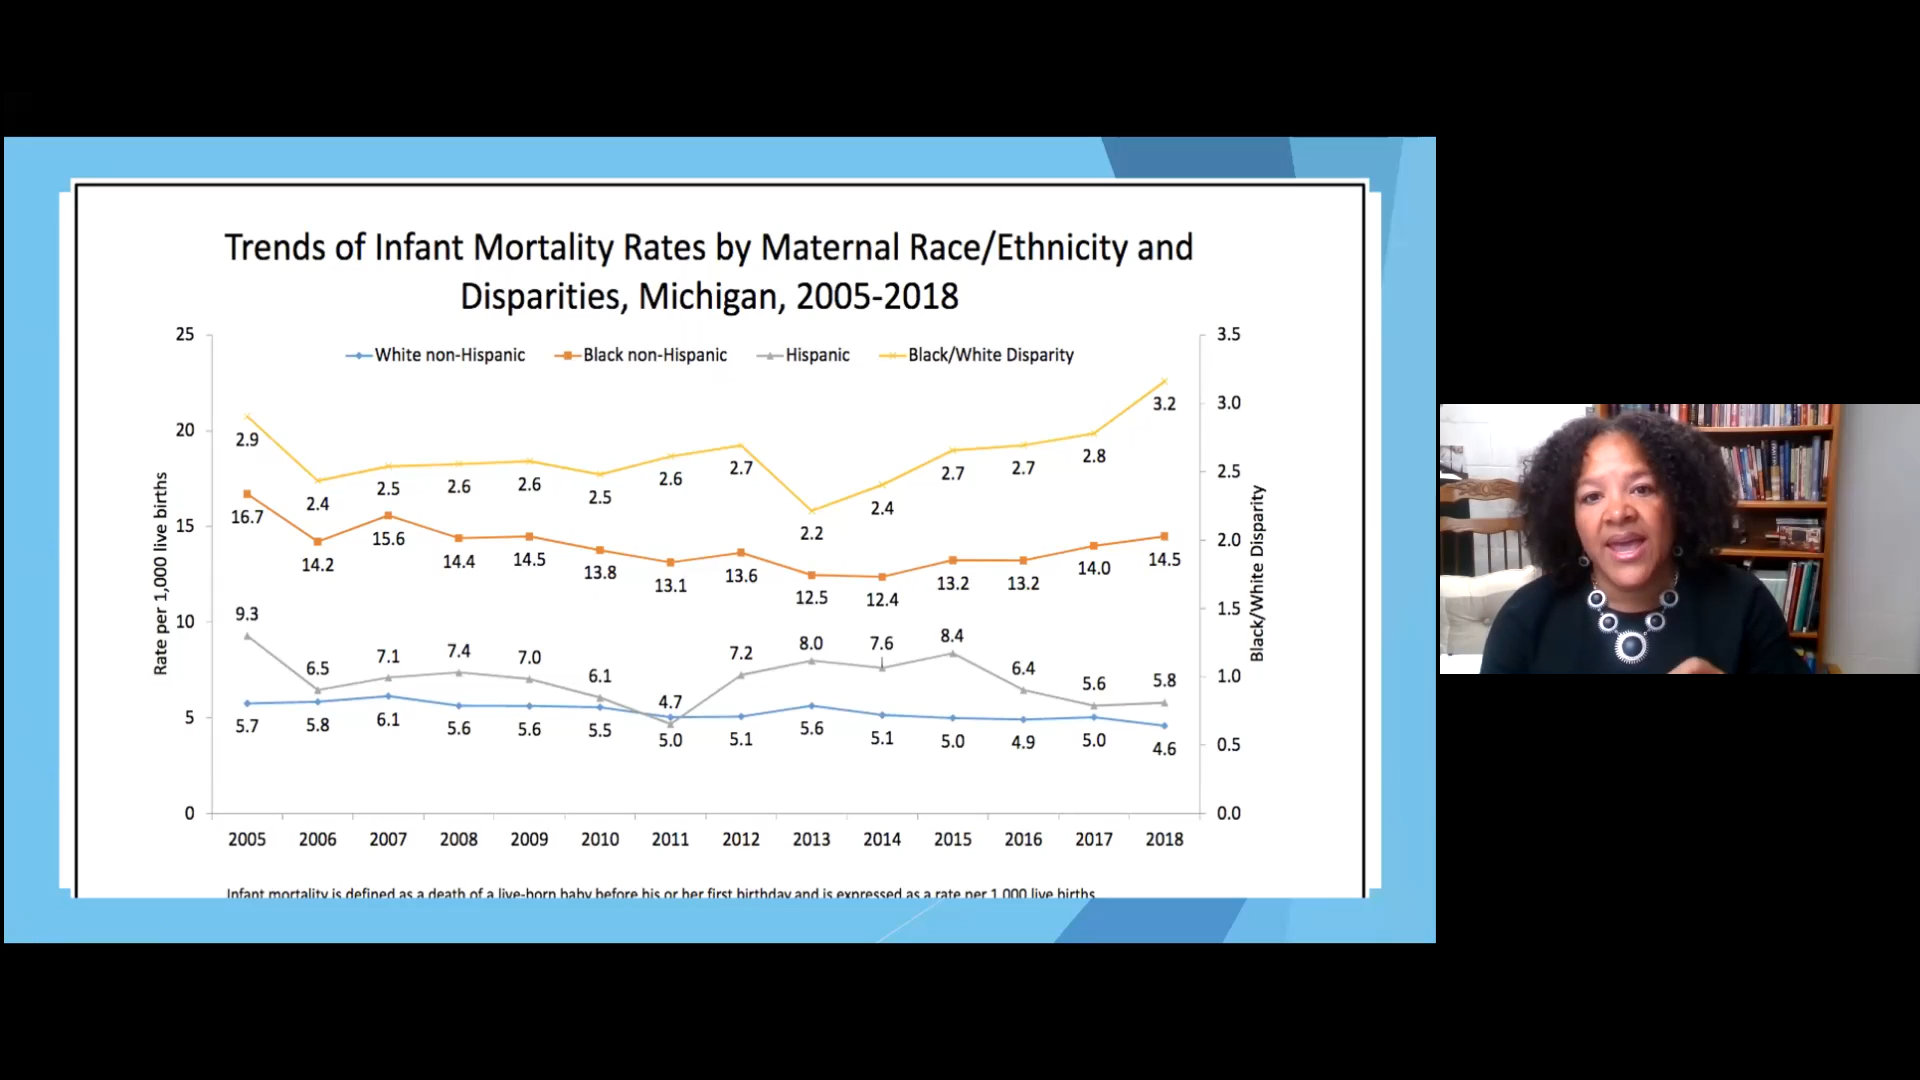 Trends of Infant Mortality Rates by Maternal Race/Ethnicity and
Disparities, Michigan, 2005-2018
White non-Hispanic Black non-Hispanic Hispanic Black/White Disparity
Rate per 1,000 live births
25
20
15
10
5
0
3.5
3.0
2.5
2.0
1.5
1.0
0.5
0.0
Black/White Disparity
2.9 2.4 2.5 2.6 2.6 2.5 2.6 2.7 2.2 2.4 2.7 2.7 2.8 3.2
16.7 14.2 15.6 14.4 14.5 13.8 13.1 13.6 12.5 12.4 13.2 13.2 14.0 14.5
9.3 6.5 7.1 7.4 7.0 6.1 4.7 7.2 8.0 7.6 8.4 6.4 5.6 5.8
5.7 5.8 6.1 5.6 5.6 5.5 5.0 5.1 5.6 5.1 5.0 4.9 5.0 4.6
2005 2006 2007 2008 2009 2010 2011 2012 2013 2014 2015 2016 2017 2018
Infant mortality is defined as a death of a live-born baby before his or her first birthday and is expressed as a rate per 1,000 live births